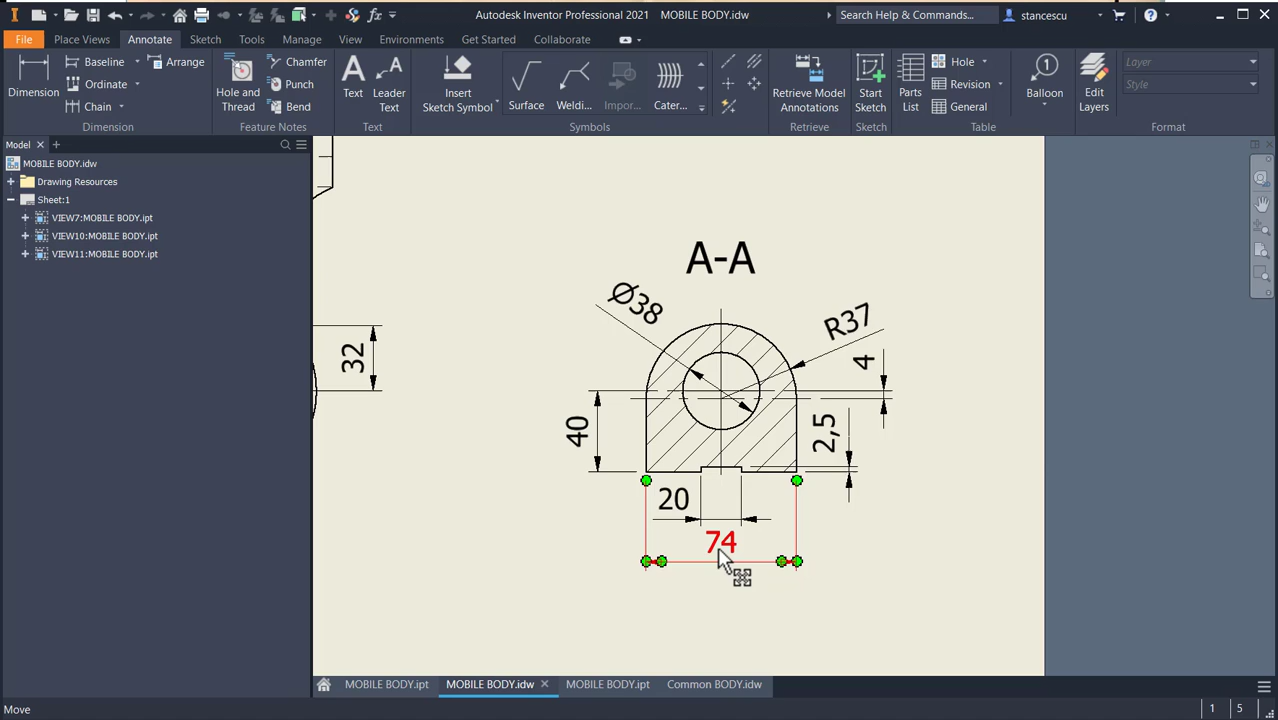 Autodesk Inventor Professional 2021 MOBILE BODY.idw
Search Help & Commands...
stancescu
File Place Views Annotate Sketch Tools Manage View Environments Get Started Collaborate
Dimension
Baseline
Ordinate
Chain
Arrange
Dimension
Hole and Thread
Chamfer
Punch
Bend
Feature Notes
Text
Leader Text
Text
Insert Sketch Symbol
Surface
Weldi...
Impor...
Cater...
Symbols
Retrieve Model Annotations
Retrieve
Start Sketch
Sketch
Parts List
Hole
Revision
General
Table
Balloon
Edit Layers
Layer
Style
Format
Model
MOBILE BODY.idw
Drawing Resources
Sheet:1
VIEW7:MOBILE BODY.ipt
VIEW10:MOBILE BODY.ipt
VIEW11:MOBILE BODY.ipt
A-A
Ø38
R37
4
32
40
2,5
20
74
MOBILE BODY.ipt MOBILE BODY.idw MOBILE BODY.ipt Common BODY.idw
Move
1 5